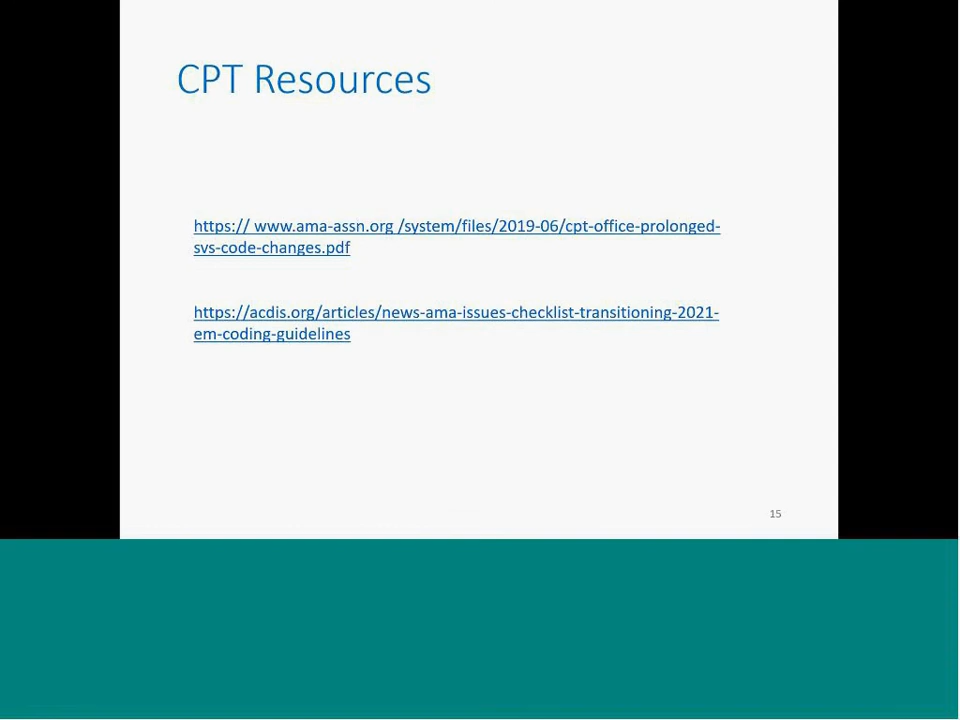 CPT Resources
https:// www.ama-assn.org /system/files/2019-06/cpt-office-prolonged-
svs-code-changes.pdf
https://acdis.org/articles/news-ama-issues-checklist-transitioning-2021-
em-coding-guidelines
15